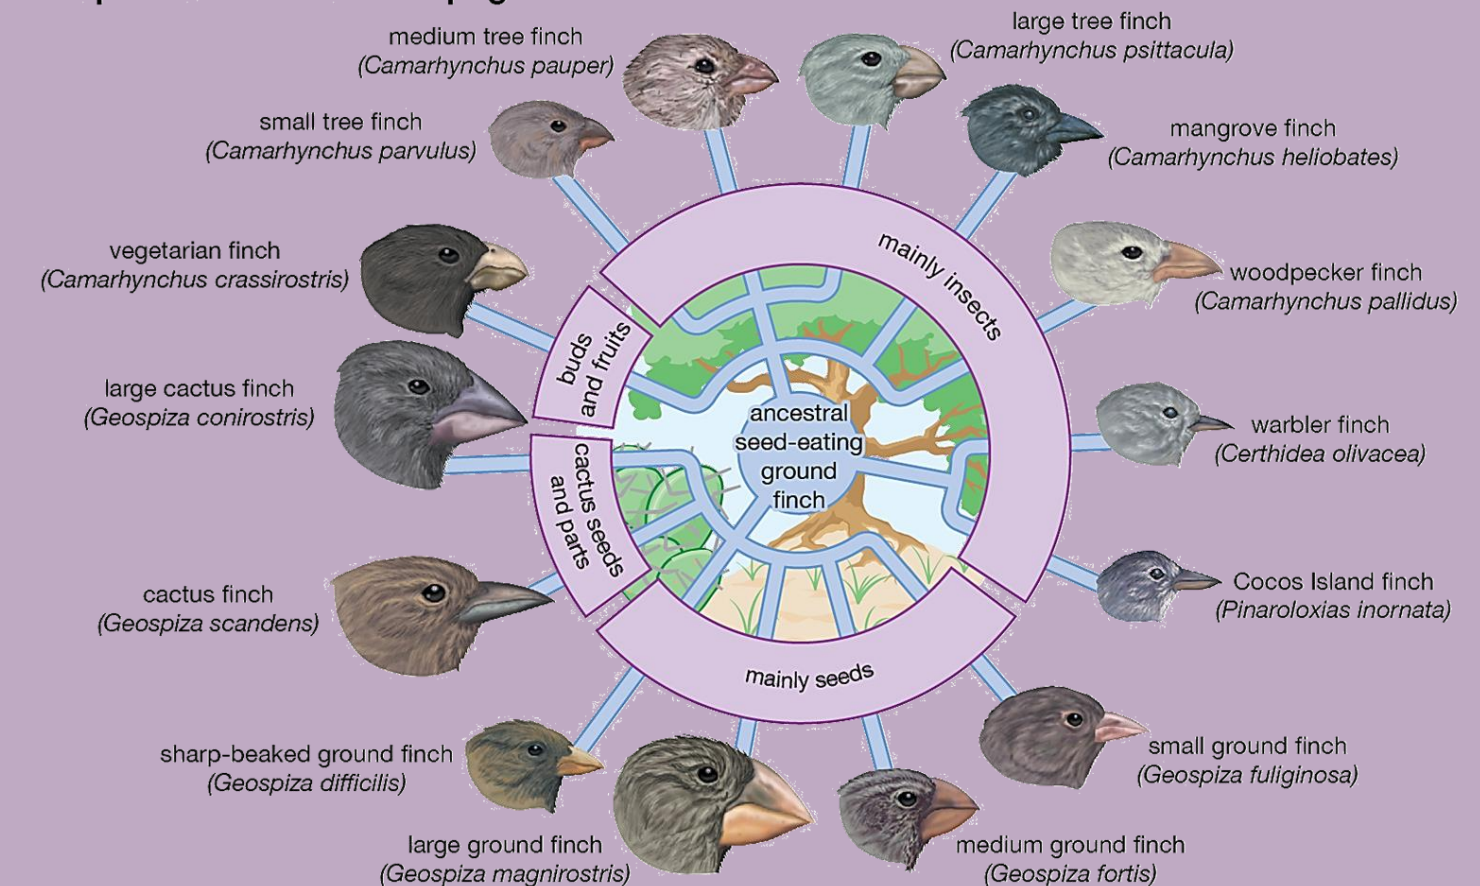 medium tree finch
(Camarhynchus pauper)
large tree finch
(Camarhynchus psittacula)
small tree finch
(Camarhynchus parvulus)
mangrove finch
(Camarhynchus heliobates)
vegetarian finch
(Camarhynchus crassirostris)
woodpecker finch
(Camarhynchus pallidus)
large cactus finch
(Geospiza conirostris)
warbler finch
(Certhidea olivacea)
cactus finch
(Geospiza scandens)
Cocos Island finch
(Pinaroloxias inornata)
sharp-beaked ground finch
(Geospiza difficilis)
small ground finch
(Geospiza fuliginosa)
large ground finch
(Geospiza magnirostris)
medium ground finch
(Geospiza fortis)
mainly insects
buds
and fruits
cactus seeds
and parts
mainly seeds
ancestral
seed-eating
ground
finch